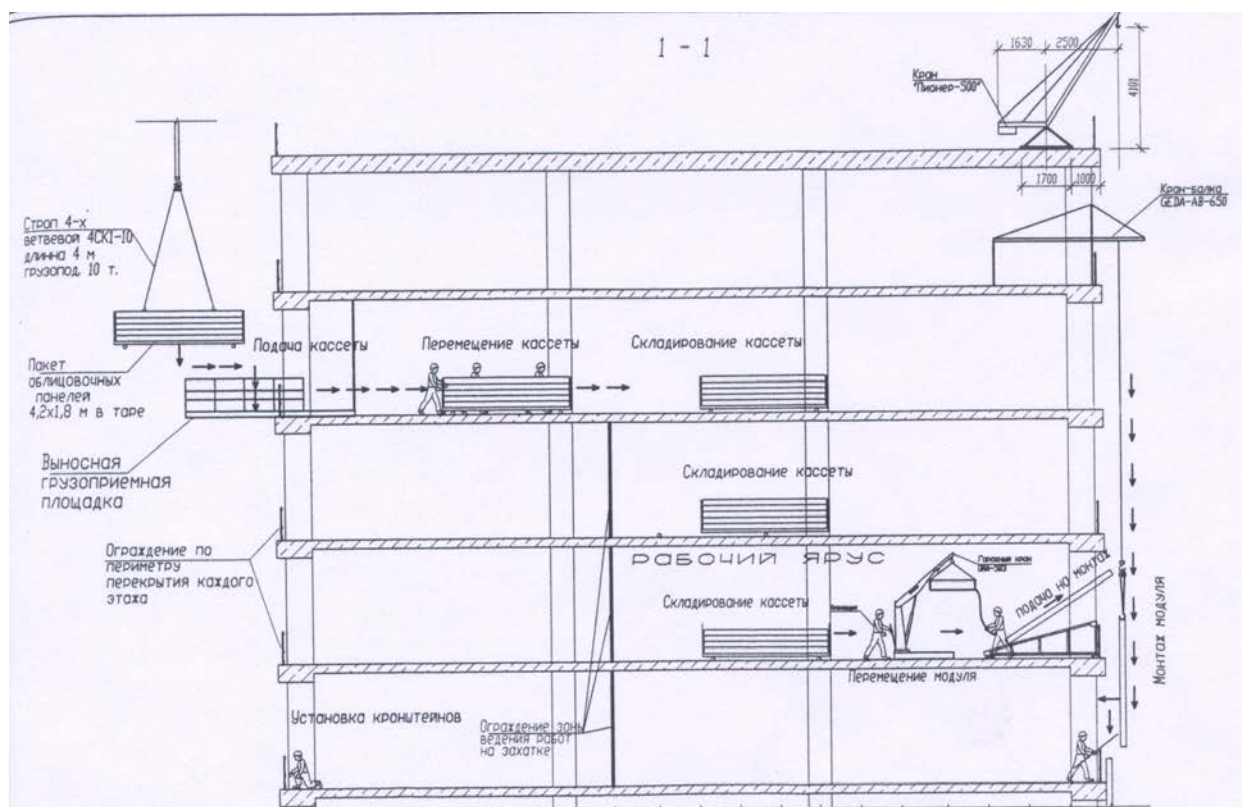 1 - 1
1630
2500
4101
Кран
"Пионер-500"
1700
1000
Кран-балка
GEDA-AB-650
Строп 4-х
ветвевой 4СК1-10
длинна 4 м
грузопод. 10 т.
Подача кассеты
Перемещение кассеты
Складирование кассеты
Пакет
облицовочных
панелей
4,2х1,8 м в таре
Выносная
грузоприемная
площадка
Складирование кассеты
РАБОЧИЙ ЯРУС
Ограждение по
периметру
перекрытия каждого
этажа
Складирование кассеты
кран
подача на монтаж
Монтаж модуля
Перемещение модуля
Установка кронштейнов
Ограждение зоны
ведения работ
на захатке